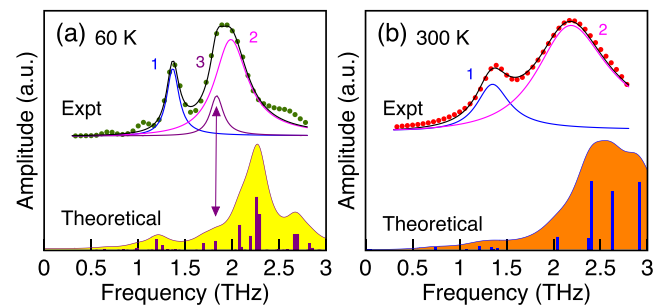 (a) 60 K
1
3
2
Expt
Theoretical
Amplitude (a.u.)
0 0.5 1 1.5 2 2.5 3
Frequency (THz)
(b) 300 K
1
2
Expt
Theoretical
Amplitude (a.u.)
0 0.5 1 1.5 2 2.5 3
Frequency (THz)